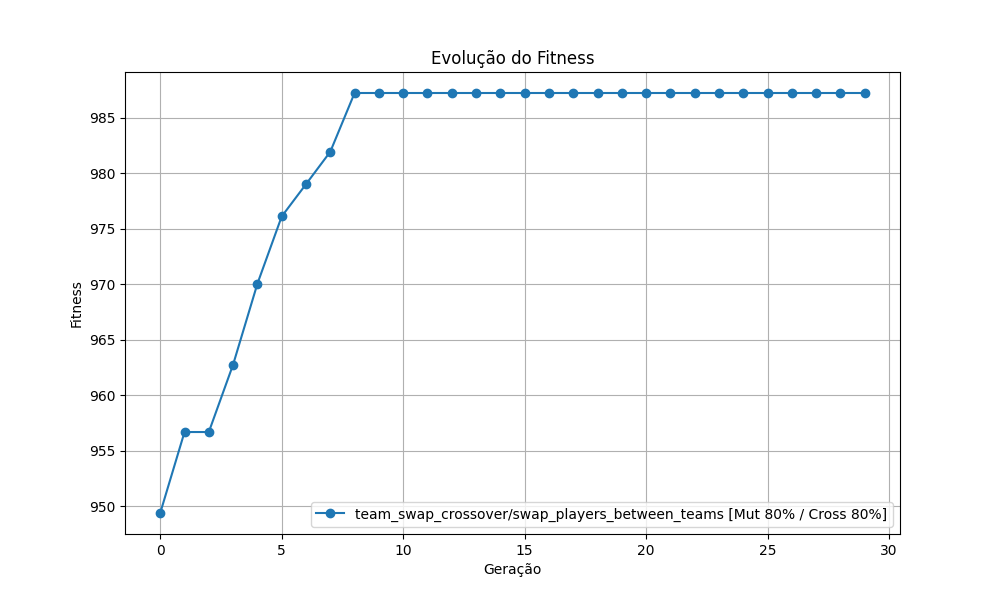 Evolução do Fitness
Fitness
985
980
975
970
965
960
955
950
team_swap_crossover/swap_players_between_teams [Mut 80% / Cross 80%]
0 5 10 15 20 25 30
Geração